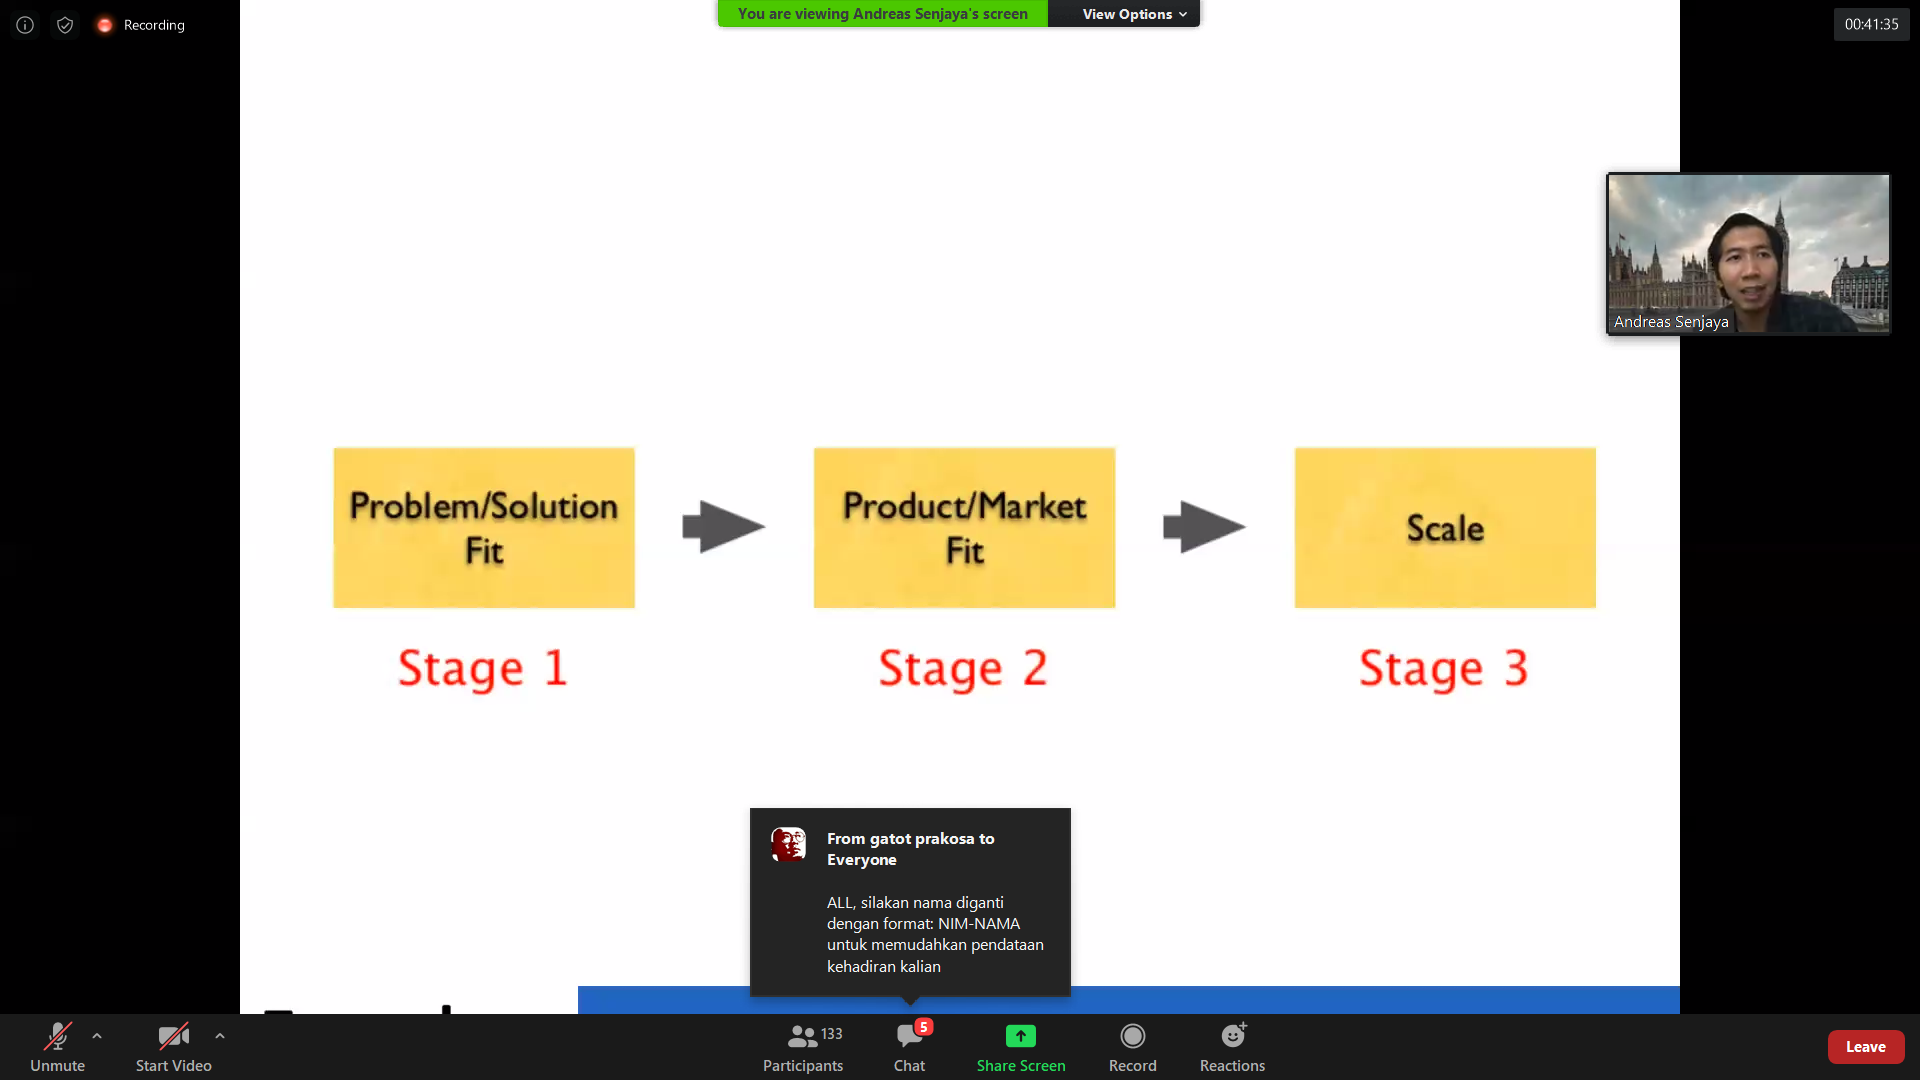 Recording
You are viewing Andreas Senjaya's screen
View Options
00:41:35
Andreas Senjaya
Problem/Solution
Fit
Product/Market
Fit
Scale
Stage 1
Stage 2
Stage 3
From gatot prakosa to
Everyone
ALL, silakan nama diganti
dengan format: NIM-NAMA
untuk memudahkan pendataan
kehadiran kalian
Unmute
Start Video
133
Participants
5
Chat
Share Screen
Record
Reactions
Leave